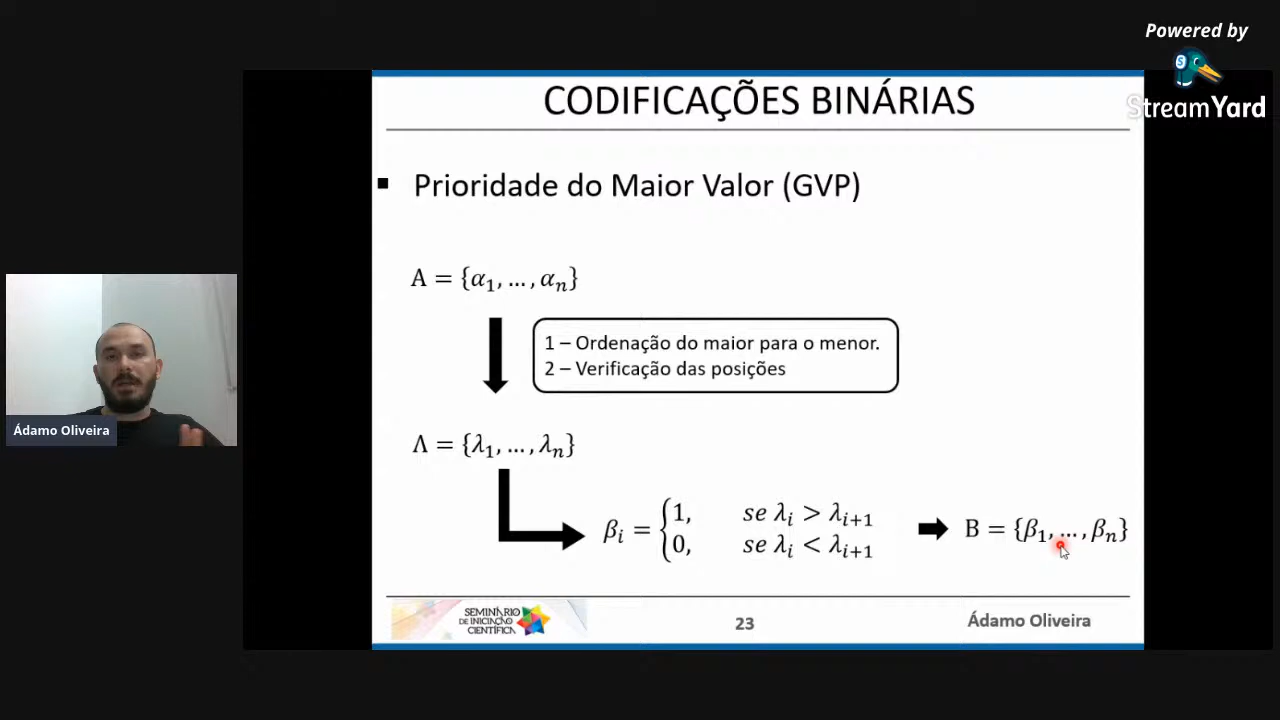 Powered by
StreamYard
CODIFICAÇÕES BINÁRIAS
▪ Prioridade do Maior Valor (GVP)
Α = {α₁, … , αₙ}
1 – Ordenação do maior para o menor.
2 – Verificação das posições
Λ = {λ₁, … , λₙ}
βᵢ = {1, se λᵢ > λᵢ₊₁
0, se λᵢ < λᵢ₊₁
Β = {β₁, … , βₙ}
Ádamo Oliveira
SEMINÁRIO
DE INICIAÇÃO
CIENTÍFICA
23
Ádamo Oliveira